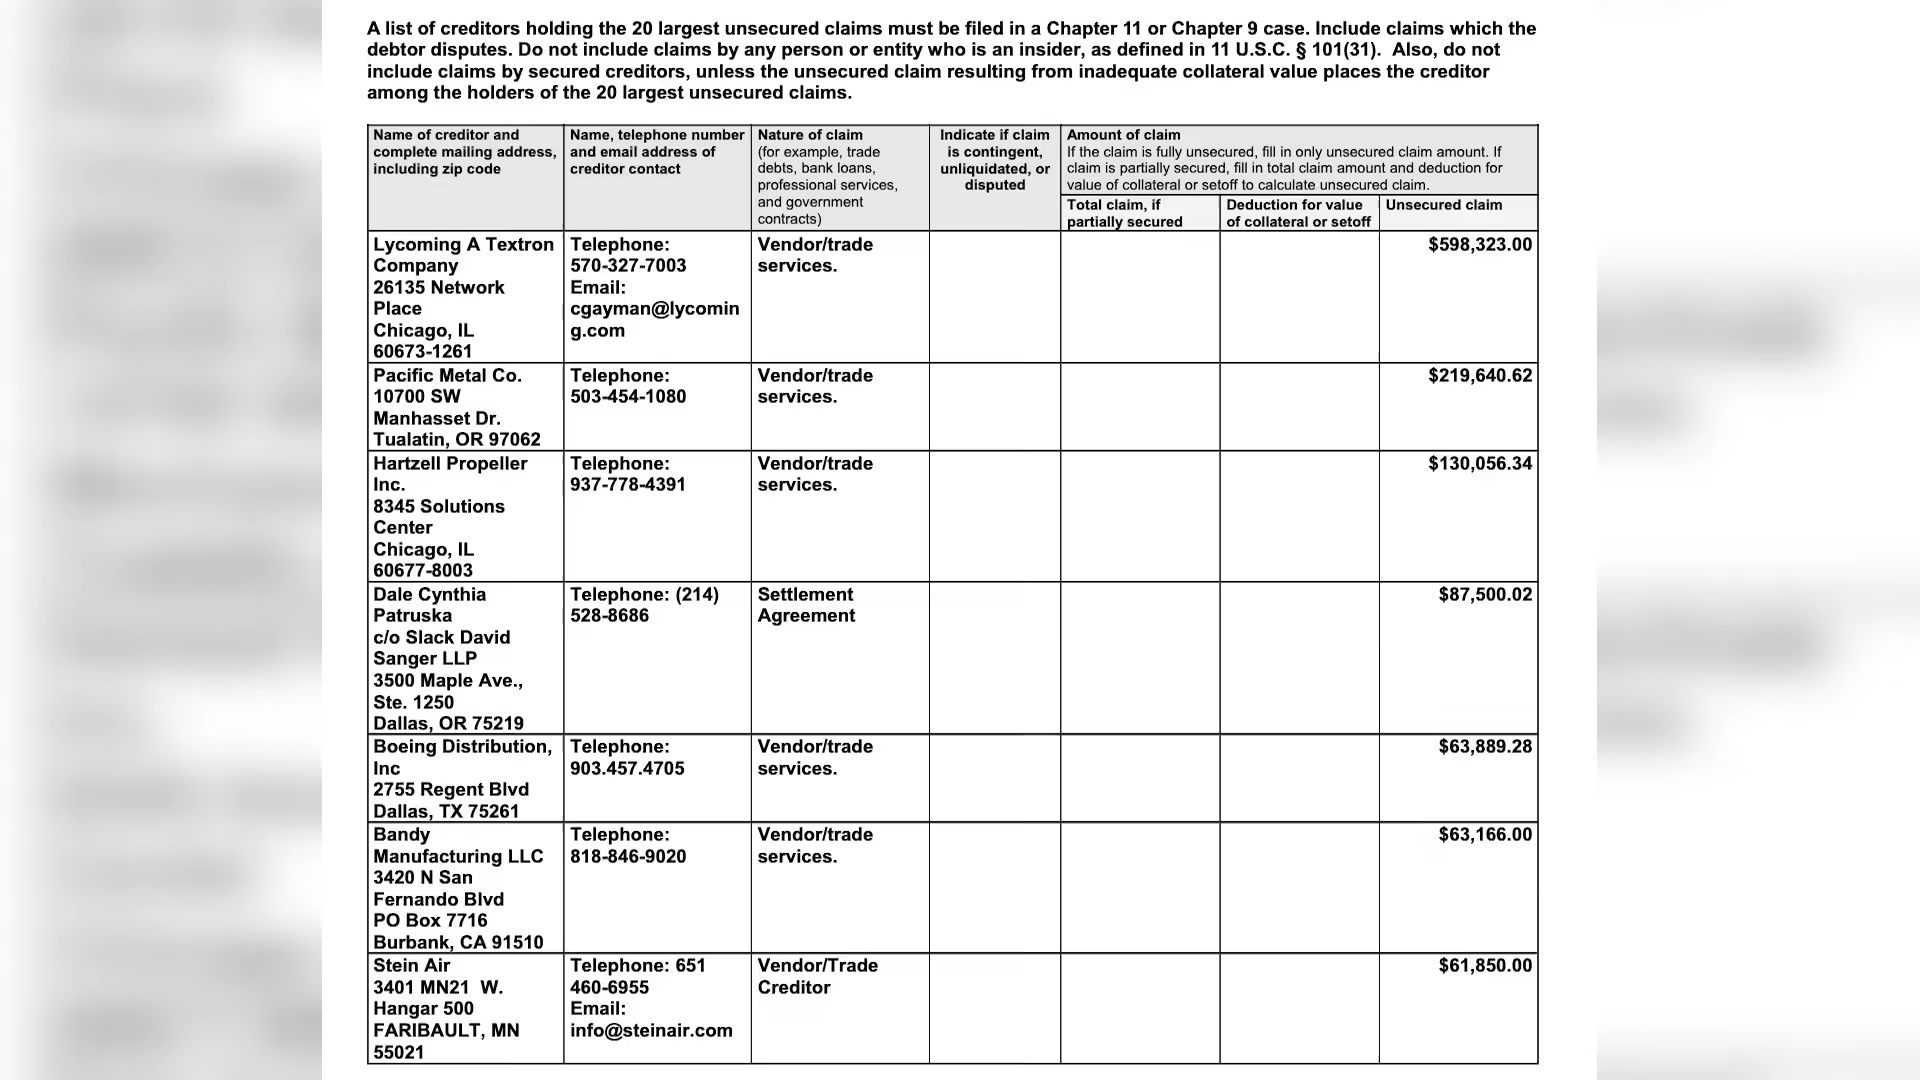 A list of creditors holding the 20 largest unsecured claims must be filed in a Chapter 11 or Chapter 9 case. Include claims which the
debtor disputes. Do not include claims by any person or entity who is an insider, as defined in 11 U.S.C. § 101(31).  Also, do not
include claims by secured creditors, unless the unsecured claim resulting from inadequate collateral value places the creditor
among the holders of the 20 largest unsecured claims.
Name of creditor and
complete mailing address,
including zip code
Name, telephone number
and email address of
creditor contact
Nature of claim
(for example, trade
debts, bank loans,
professional services,
and government
contracts)
Indicate if claim
is contingent,
unliquidated, or
disputed
Amount of claim
If the claim is fully unsecured, fill in only unsecured claim amount. If
claim is partially secured, fill in total claim amount and deduction for
value of collateral or setoff to calculate unsecured claim.
Total claim, if
partially secured
Deduction for value
of collateral or setoff
Unsecured claim
Lycoming A Textron
Company
26135 Network
Place
Chicago, IL
60673-1261
Telephone:
570-327-7003
Email:
cgayman@lycomin
g.com
Vendor/trade
services.
$598,323.00
Pacific Metal Co.
10700 SW
Manhasset Dr.
Tualatin, OR 97062
Telephone:
503-454-1080
Vendor/trade
services.
$219,640.62
Hartzell Propeller
Inc.
8345 Solutions
Center
Chicago, IL
60677-8003
Telephone:
937-778-4391
Vendor/trade
services.
$130,056.34
Dale Cynthia
Patruska
c/o Slack David
Sanger LLP
3500 Maple Ave.,
Ste. 1250
Dallas, OR 75219
Telephone: (214)
528-8686
Settlement
Agreement
$87,500.02
Boeing Distribution,
Inc
2755 Regent Blvd
Dallas, TX 75261
Telephone:
903.457.4705
Vendor/trade
services.
$63,889.28
Bandy
Manufacturing LLC
3420 N San
Fernando Blvd
PO Box 7716
Burbank, CA 91510
Telephone:
818-846-9020
Vendor/trade
services.
$63,166.00
Stein Air
3401 MN21  W.
Hangar 500
FARIBAULT, MN
55021
Telephone: 651
460-6955
Email:
info@steinair.com
Vendor/Trade
Creditor
$61,850.00